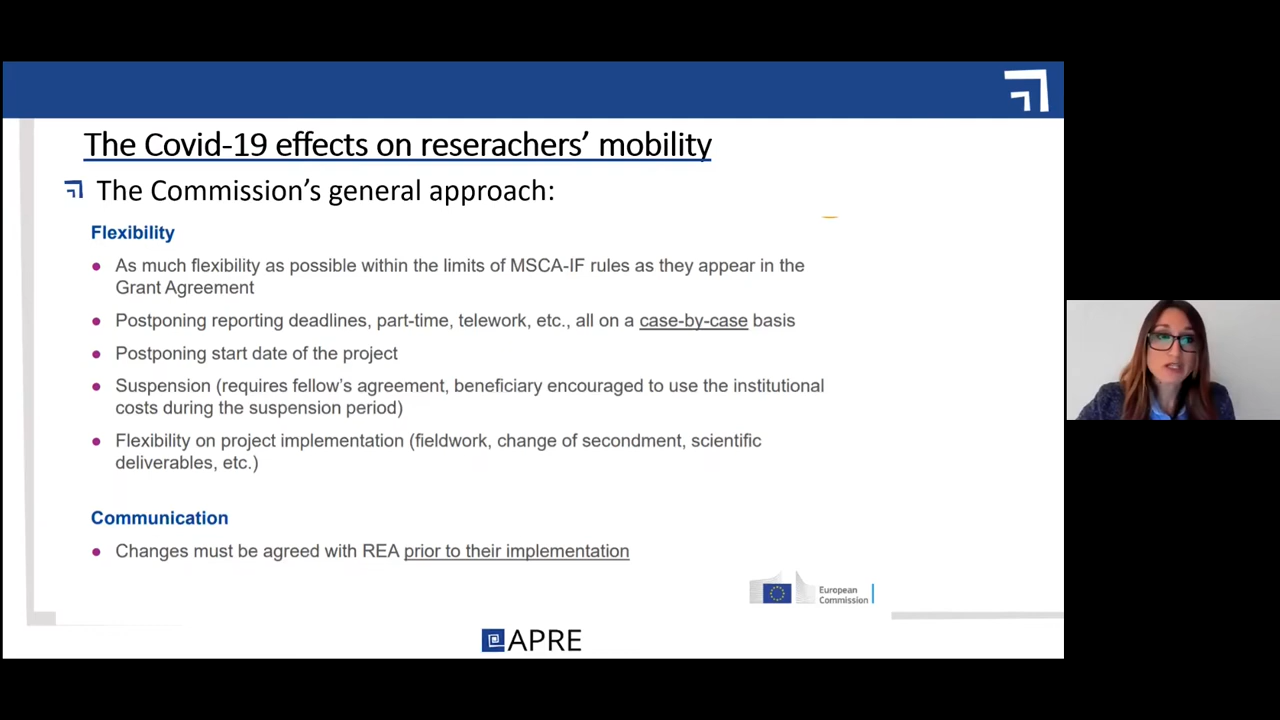 The Covid-19 effects on reserachers’ mobility
The Commission’s general approach:
Flexibility
• As much flexibility as possible within the limits of MSCA-IF rules as they appear in the
Grant Agreement
• Postponing reporting deadlines, part-time, telework, etc., all on a case-by-case basis
• Postponing start date of the project
• Suspension (requires fellow’s agreement, beneficiary encouraged to use the institutional
costs during the suspension period)
• Flexibility on project implementation (fieldwork, change of secondment, scientific
deliverables, etc.)
Communication
• Changes must be agreed with REA prior to their implementation
European
Commission
APRE